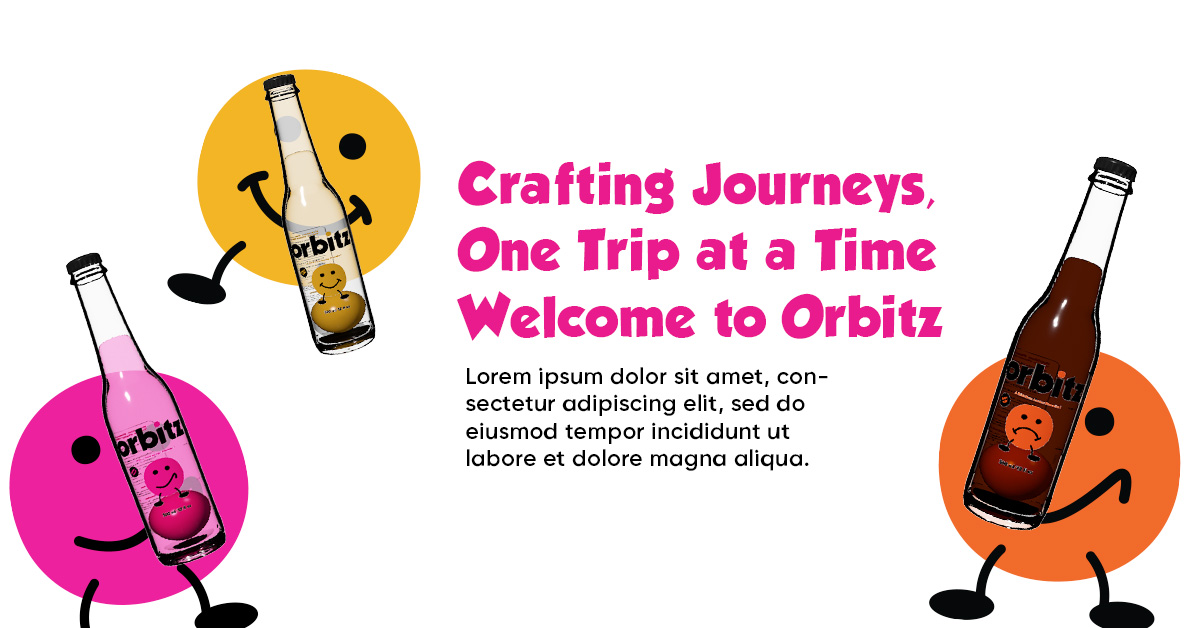 Crafting Journeys,
One Trip at a Time
Welcome to Orbitz
Lorem ipsum dolor sit amet, con-
sectetur adipiscing elit, sed do
eiusmod tempor incididunt ut
labore et dolore magna aliqua.
orbitz
orbitz
orbitz